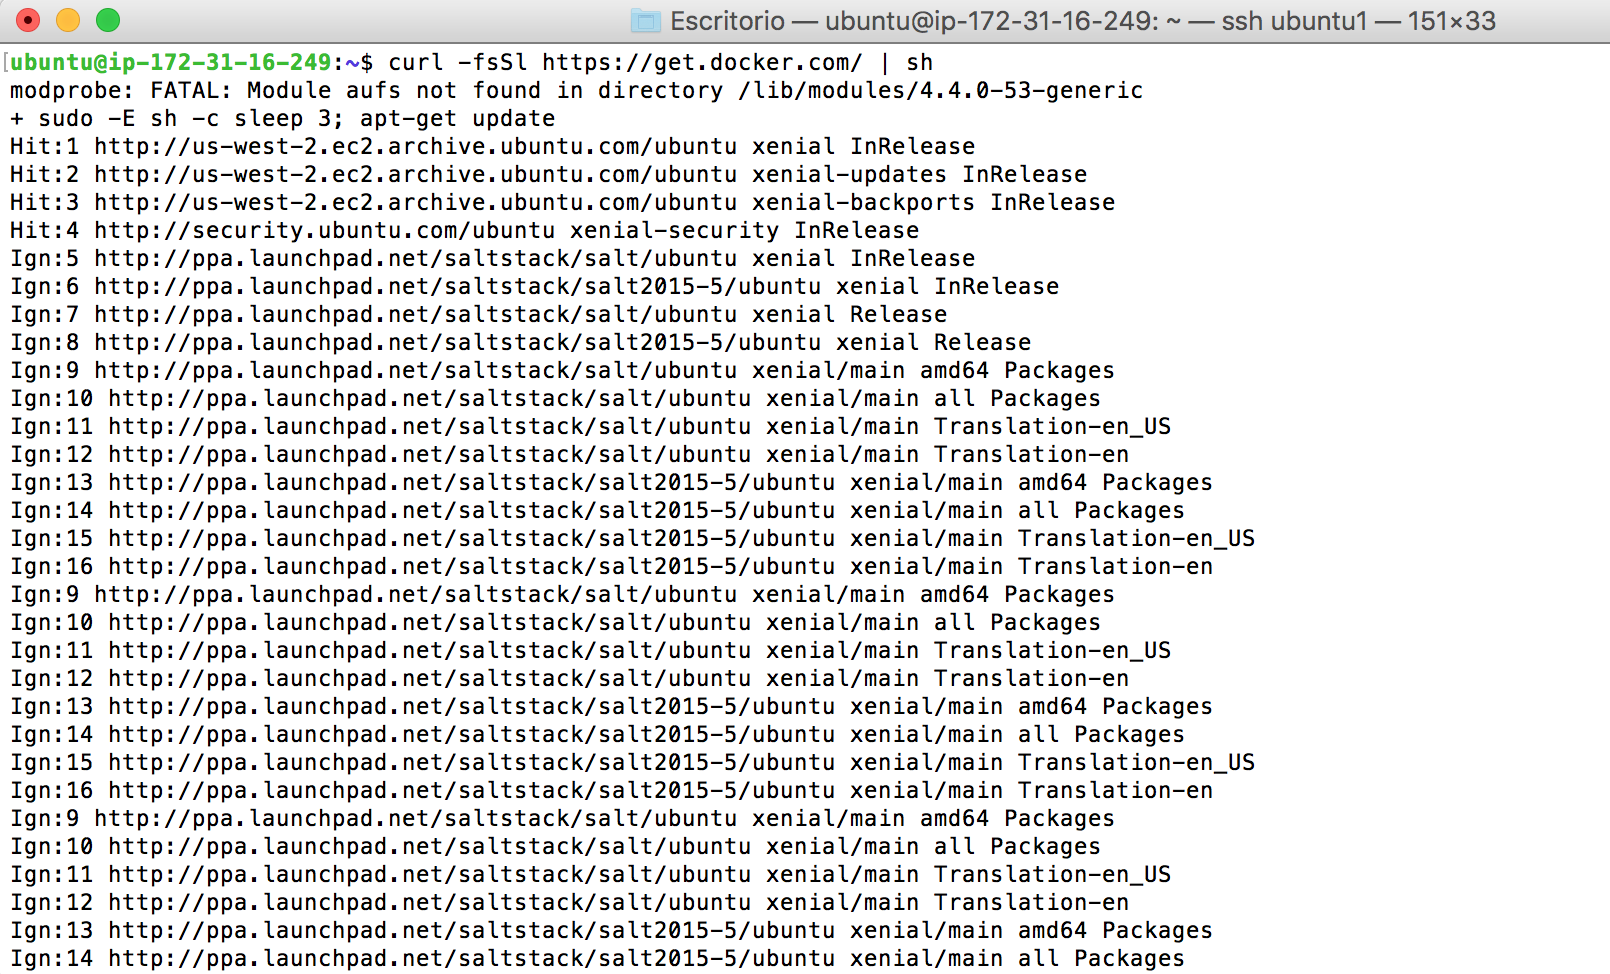 Escritorio — ubuntu@ip-172-31-16-249: ~ — ssh ubuntu1 — 151×33
[ubuntu@ip-172-31-16-249:~$ curl -fsSl https://get.docker.com/ | sh
modprobe: FATAL: Module aufs not found in directory /lib/modules/4.4.0-53-generic
+ sudo -E sh -c sleep 3; apt-get update
Hit:1 http://us-west-2.ec2.archive.ubuntu.com/ubuntu xenial InRelease
Hit:2 http://us-west-2.ec2.archive.ubuntu.com/ubuntu xenial-updates InRelease
Hit:3 http://us-west-2.ec2.archive.ubuntu.com/ubuntu xenial-backports InRelease
Hit:4 http://security.ubuntu.com/ubuntu xenial-security InRelease
Ign:5 http://ppa.launchpad.net/saltstack/salt/ubuntu xenial InRelease
Ign:6 http://ppa.launchpad.net/saltstack/salt2015-5/ubuntu xenial InRelease
Ign:7 http://ppa.launchpad.net/saltstack/salt/ubuntu xenial Release
Ign:8 http://ppa.launchpad.net/saltstack/salt2015-5/ubuntu xenial Release
Ign:9 http://ppa.launchpad.net/saltstack/salt/ubuntu xenial/main amd64 Packages
Ign:10 http://ppa.launchpad.net/saltstack/salt/ubuntu xenial/main all Packages
Ign:11 http://ppa.launchpad.net/saltstack/salt/ubuntu xenial/main Translation-en_US
Ign:12 http://ppa.launchpad.net/saltstack/salt/ubuntu xenial/main Translation-en
Ign:13 http://ppa.launchpad.net/saltstack/salt2015-5/ubuntu xenial/main amd64 Packages
Ign:14 http://ppa.launchpad.net/saltstack/salt2015-5/ubuntu xenial/main all Packages
Ign:15 http://ppa.launchpad.net/saltstack/salt2015-5/ubuntu xenial/main Translation-en_US
Ign:16 http://ppa.launchpad.net/saltstack/salt2015-5/ubuntu xenial/main Translation-en
Ign:9 http://ppa.launchpad.net/saltstack/salt/ubuntu xenial/main amd64 Packages
Ign:10 http://ppa.launchpad.net/saltstack/salt/ubuntu xenial/main all Packages
Ign:11 http://ppa.launchpad.net/saltstack/salt/ubuntu xenial/main Translation-en_US
Ign:12 http://ppa.launchpad.net/saltstack/salt/ubuntu xenial/main Translation-en
Ign:13 http://ppa.launchpad.net/saltstack/salt2015-5/ubuntu xenial/main amd64 Packages
Ign:14 http://ppa.launchpad.net/saltstack/salt2015-5/ubuntu xenial/main all Packages
Ign:15 http://ppa.launchpad.net/saltstack/salt2015-5/ubuntu xenial/main Translation-en_US
Ign:16 http://ppa.launchpad.net/saltstack/salt2015-5/ubuntu xenial/main Translation-en
Ign:9 http://ppa.launchpad.net/saltstack/salt/ubuntu xenial/main amd64 Packages
Ign:10 http://ppa.launchpad.net/saltstack/salt/ubuntu xenial/main all Packages
Ign:11 http://ppa.launchpad.net/saltstack/salt/ubuntu xenial/main Translation-en_US
Ign:12 http://ppa.launchpad.net/saltstack/salt/ubuntu xenial/main Translation-en
Ign:13 http://ppa.launchpad.net/saltstack/salt2015-5/ubuntu xenial/main amd64 Packages
Ign:14 http://ppa.launchpad.net/saltstack/salt2015-5/ubuntu xenial/main all Packages